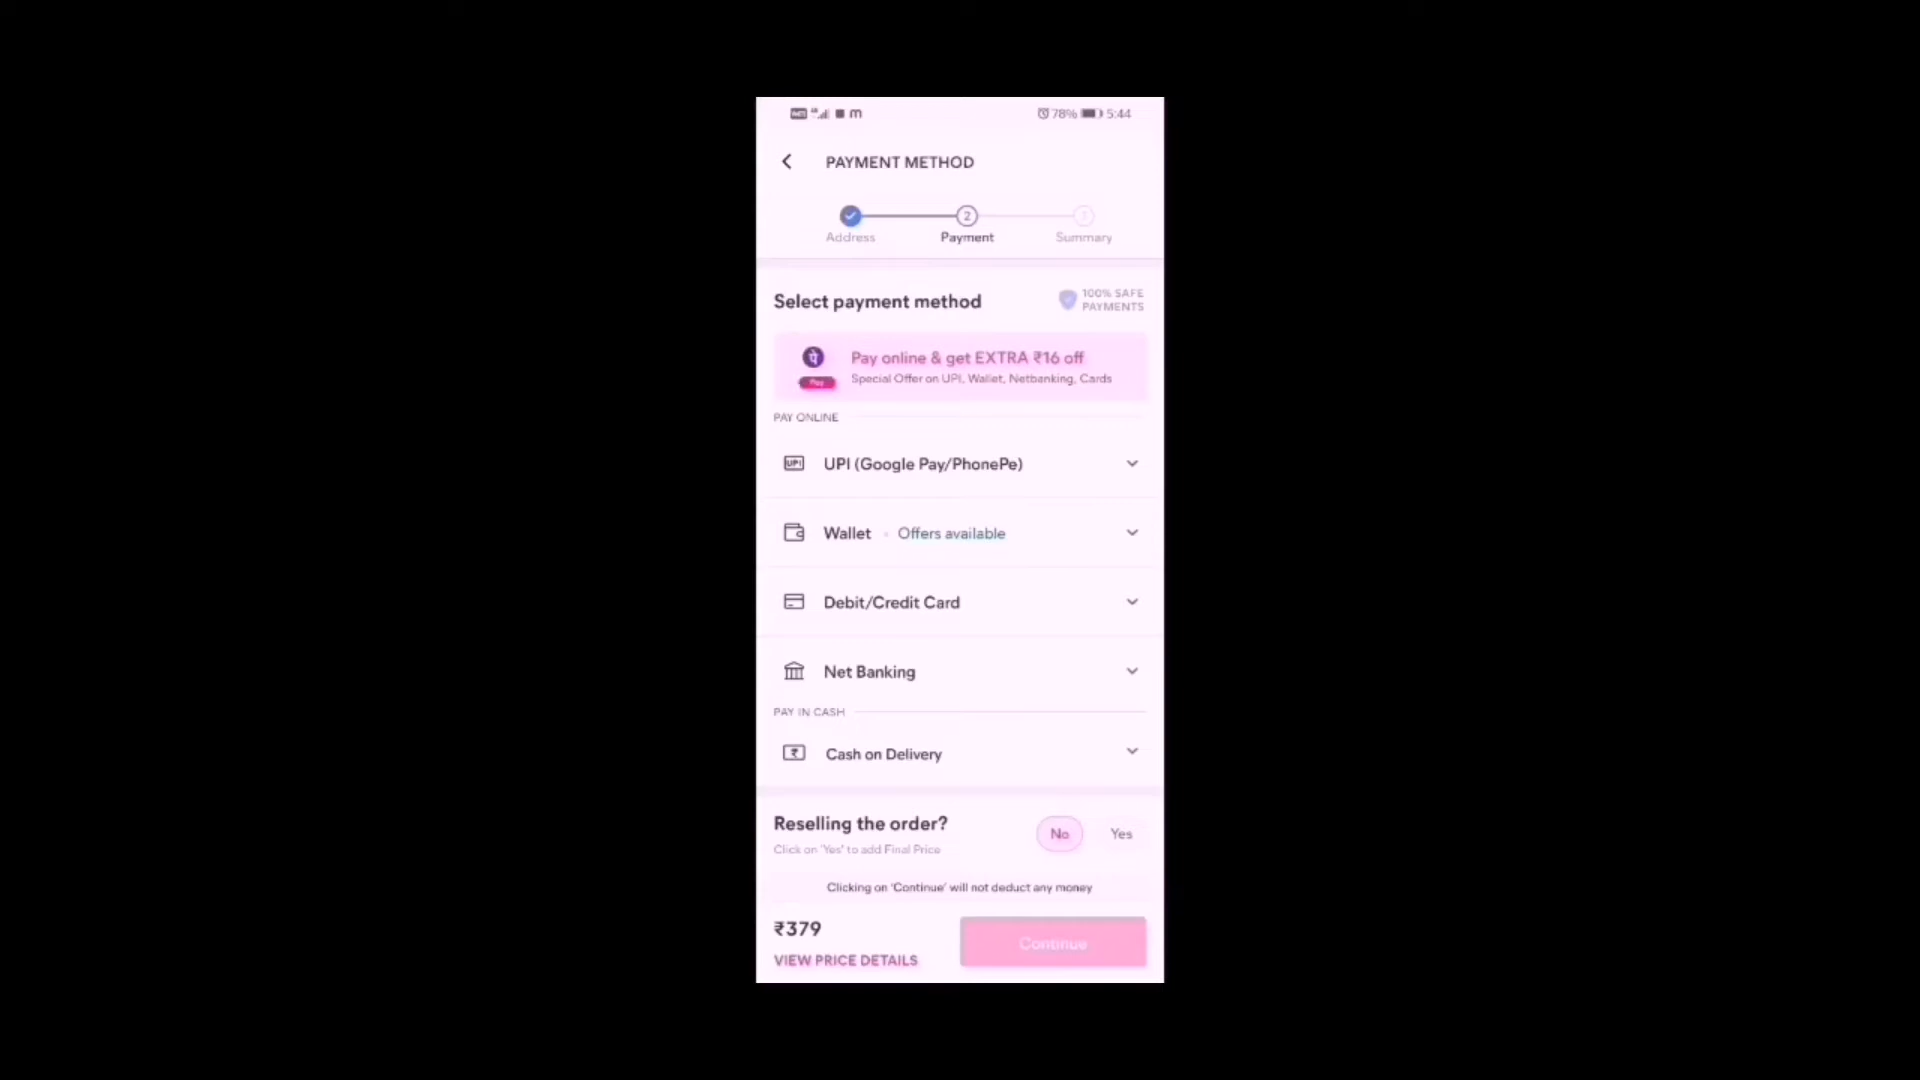 m
78%
5:44
PAYMENT METHOD
2
Address
Payment
Summary
Select payment method
100% SAFE
PAYMENTS
पे
Pay
Pay online & get EXTRA ₹16 off
Special Offer on UPI, Wallet, Netbanking, Cards
PAY ONLINE
UPI
UPI (Google Pay/PhonePe)
Wallet • Offers available
Debit/Credit Card
Net Banking
PAY IN CASH
₹
Cash on Delivery
Reselling the order?
No
Yes
Click on 'Yes' to add Final Price
Clicking on 'Continue' will not deduct any money
₹379
Continue
VIEW PRICE DETAILS